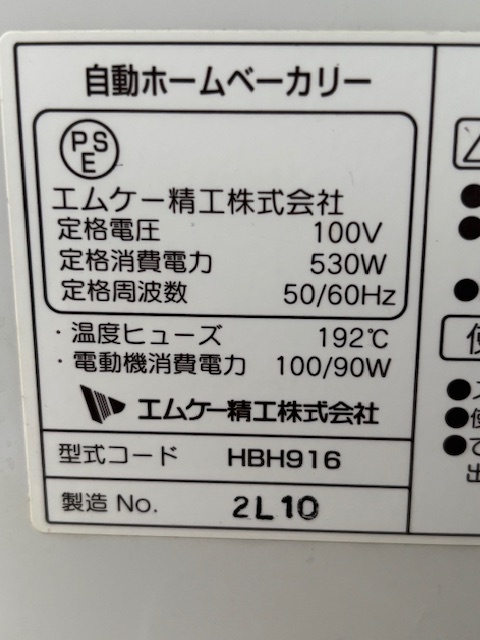 自動ホームベーカリー
PSE
エムケー精工株式会社
定格電圧 100V
定格消費電力 530W
定格周波数 50/60Hz
・温度ヒューズ 192℃
・電動機消費電力 100/90W
エムケー精工株式会社
型式コード HBH916
製造 No. 2L10
使
●
●
●
●使
●
出